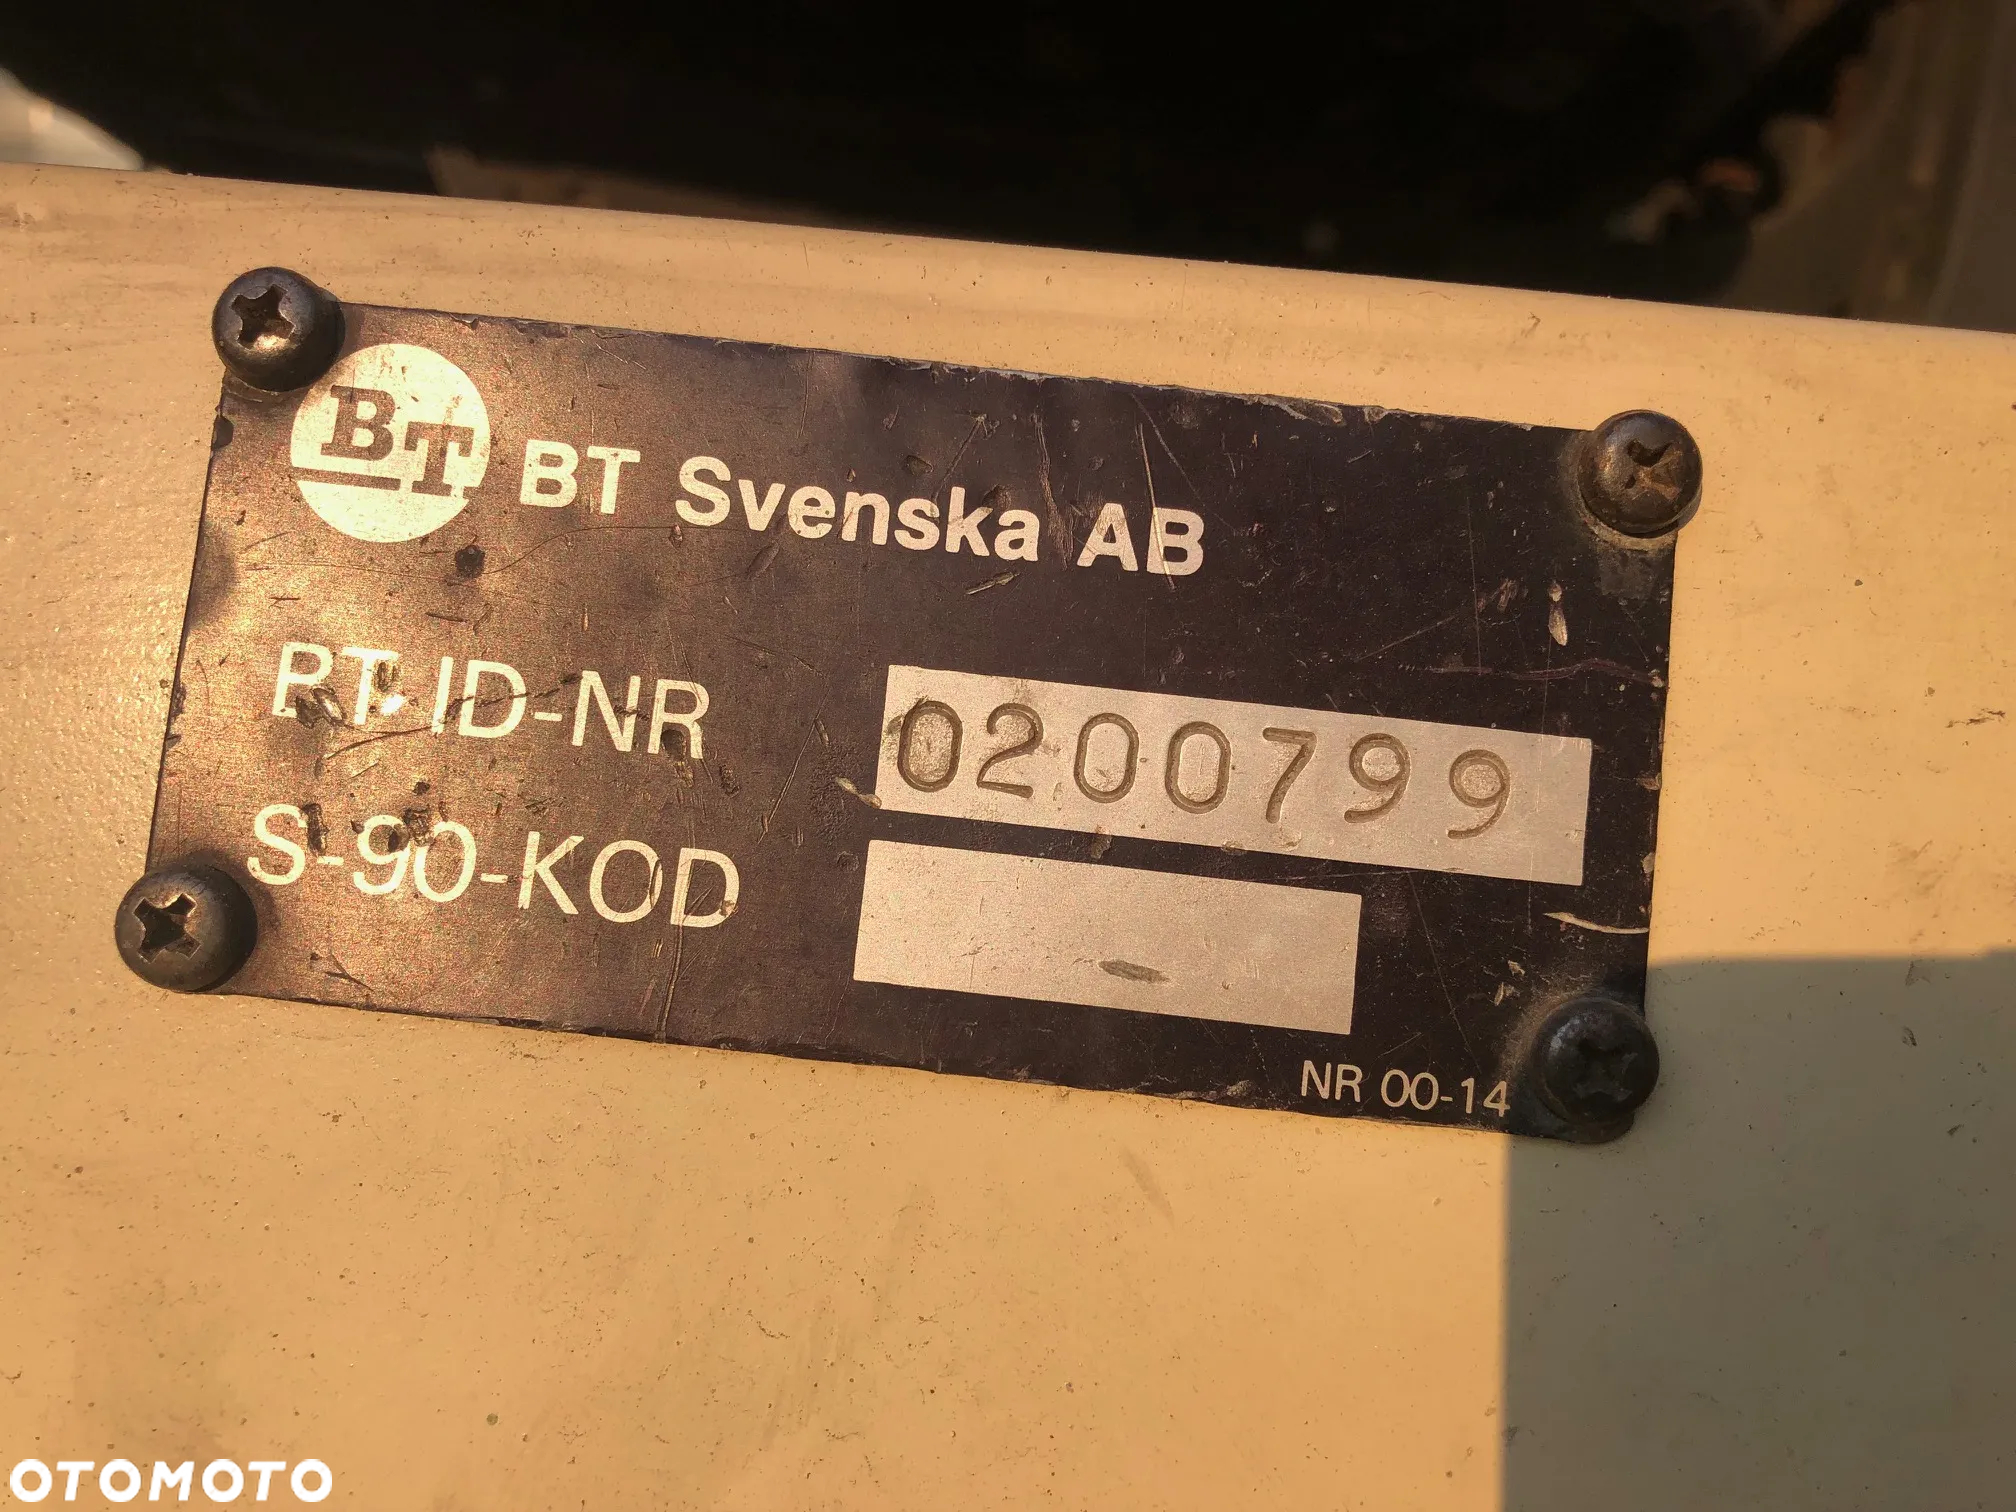 BT BT Svenska AB
BT ID-NR 0200799
S-90-KOD
NR 00-14
OTOMOTO